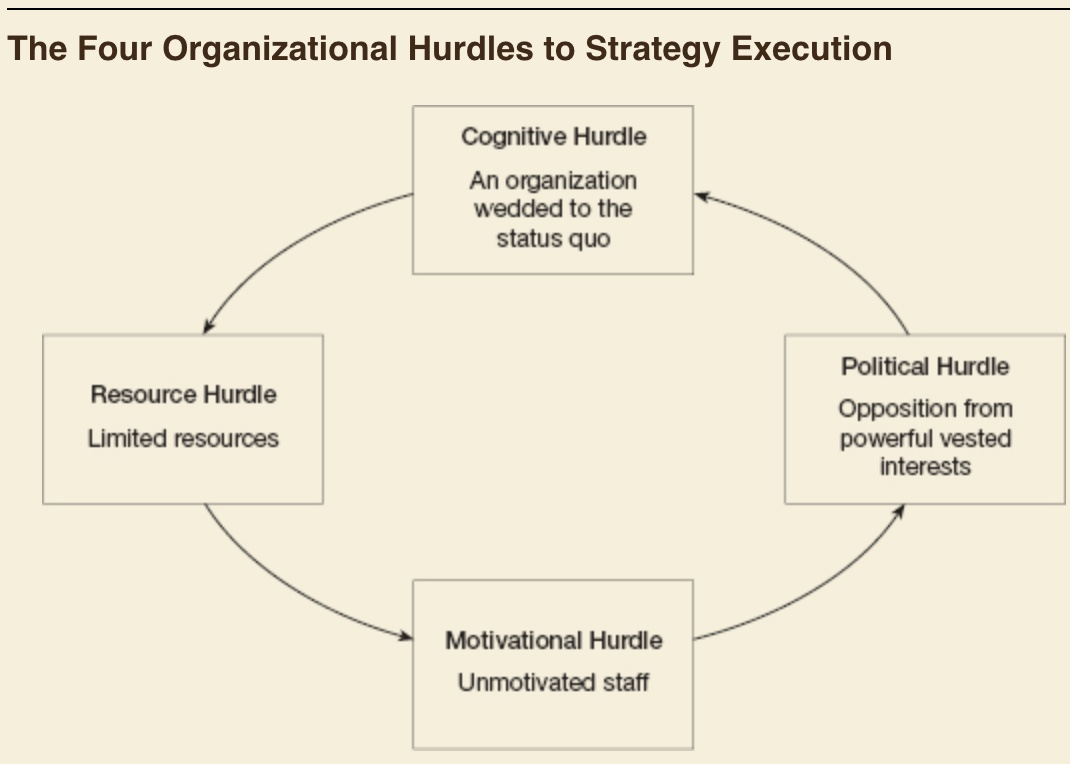 The Four Organizational Hurdles to Strategy Execution
Cognitive Hurdle
An organization
wedded to the
status quo
Resource Hurdle
Limited resources
Political Hurdle
Opposition from
powerful vested
interests
Motivational Hurdle
Unmotivated staff